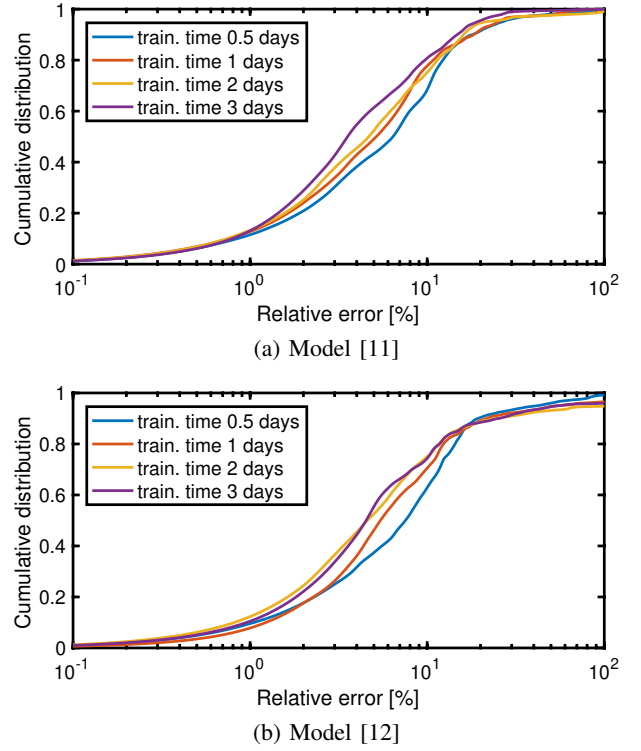 1
0.8
0.6
0.4
0.2
0
Cumulative distribution
train. time 0.5 days
train. time 1 days
train. time 2 days
train. time 3 days
10^-1 10^0 10^1 10^2
Relative error [%]
(a) Model [11]
1
0.8
0.6
0.4
0.2
0
Cumulative distribution
train. time 0.5 days
train. time 1 days
train. time 2 days
train. time 3 days
10^-1 10^0 10^1 10^2
Relative error [%]
(b) Model [12]